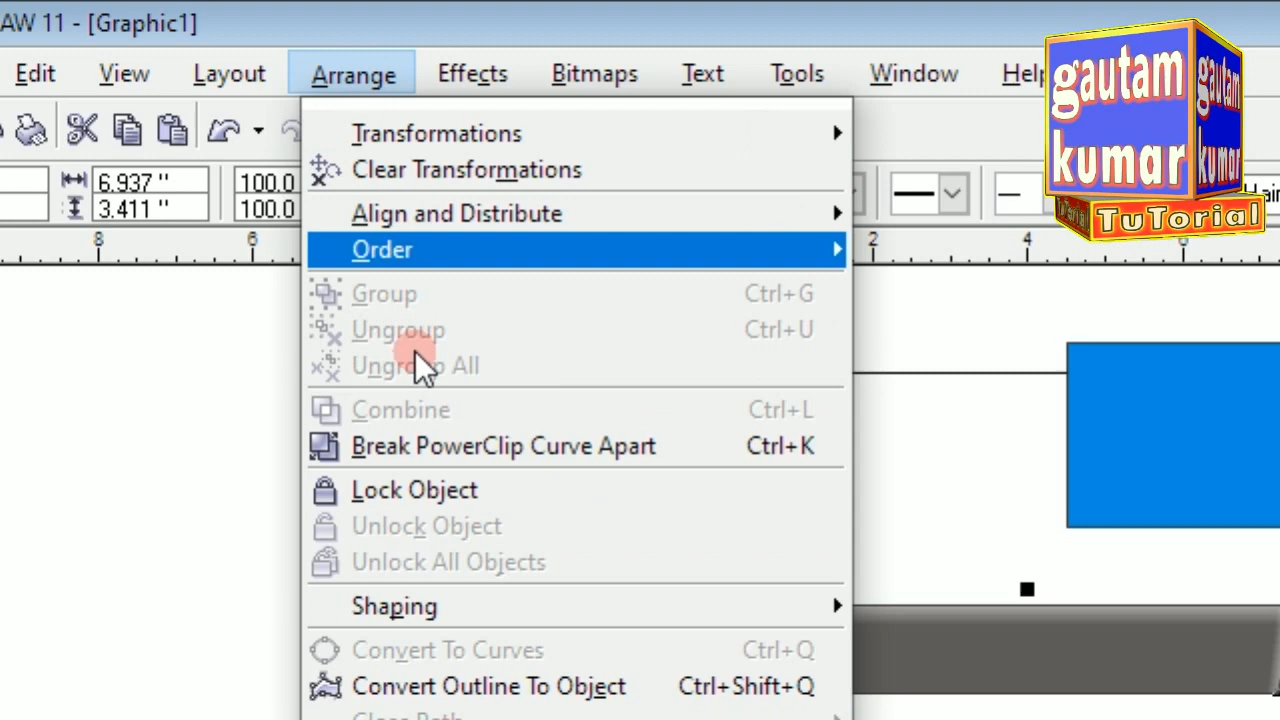 AW 11 - [Graphic1]
Edit View Layout Arrange Effects Bitmaps Text Tools Window Help
Transformations
Clear Transformations
6.937 " 100.0
3.411 " 100.0
Align and Distribute
Order
8 6 2 4
Group Ctrl+G
Ungroup Ctrl+U
Ungroup All
Combine Ctrl+L
Break PowerClip Curve Apart Ctrl+K
Lock Object
Unlock Object
Unlock All Objects
Shaping
Convert To Curves Ctrl+Q
Convert Outline To Object Ctrl+Shift+Q
gautam
kumar
gautam
kumar
TuTorial